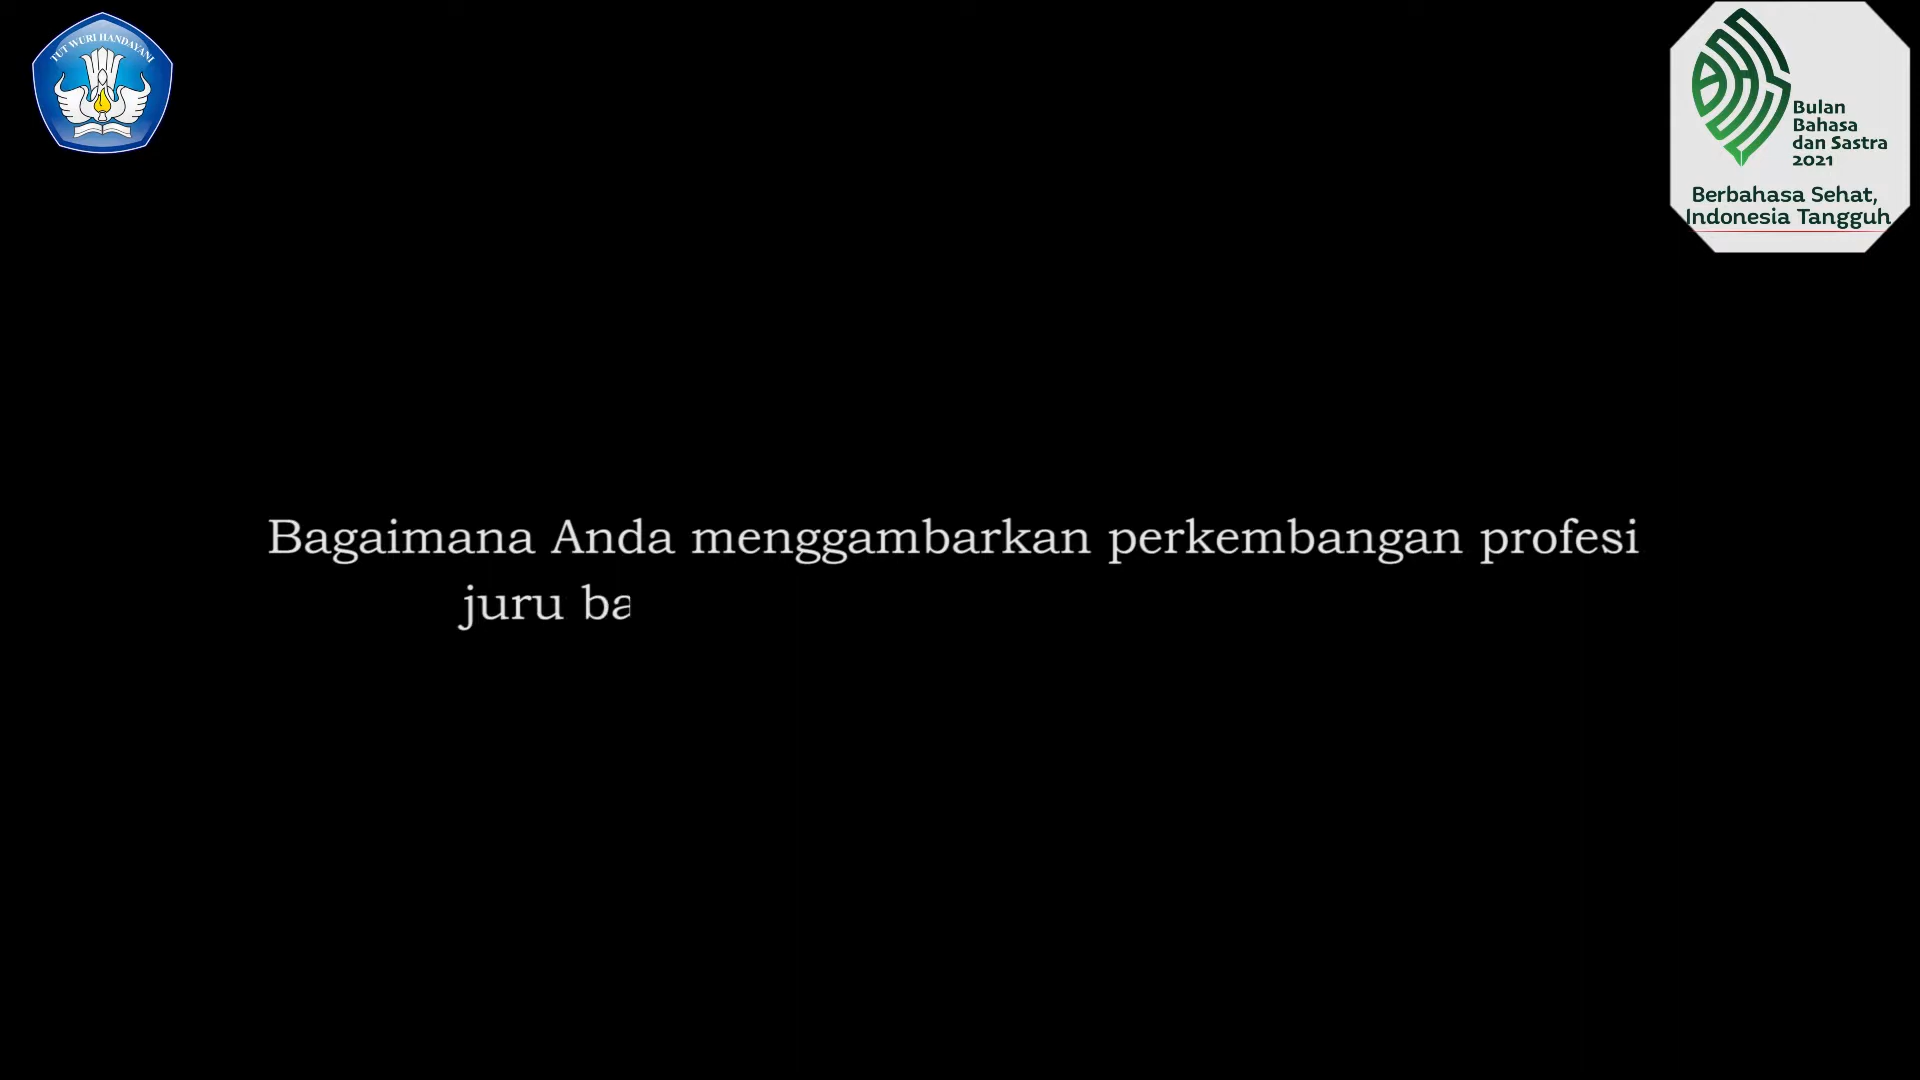 TUT WURI HANDAYANI
Bulan
Bahasa
dan Sastra
2021
Berbahasa Sehat,
Indonesia Tangguh
Bagaimana Anda menggambarkan perkembangan profesi
juru ba